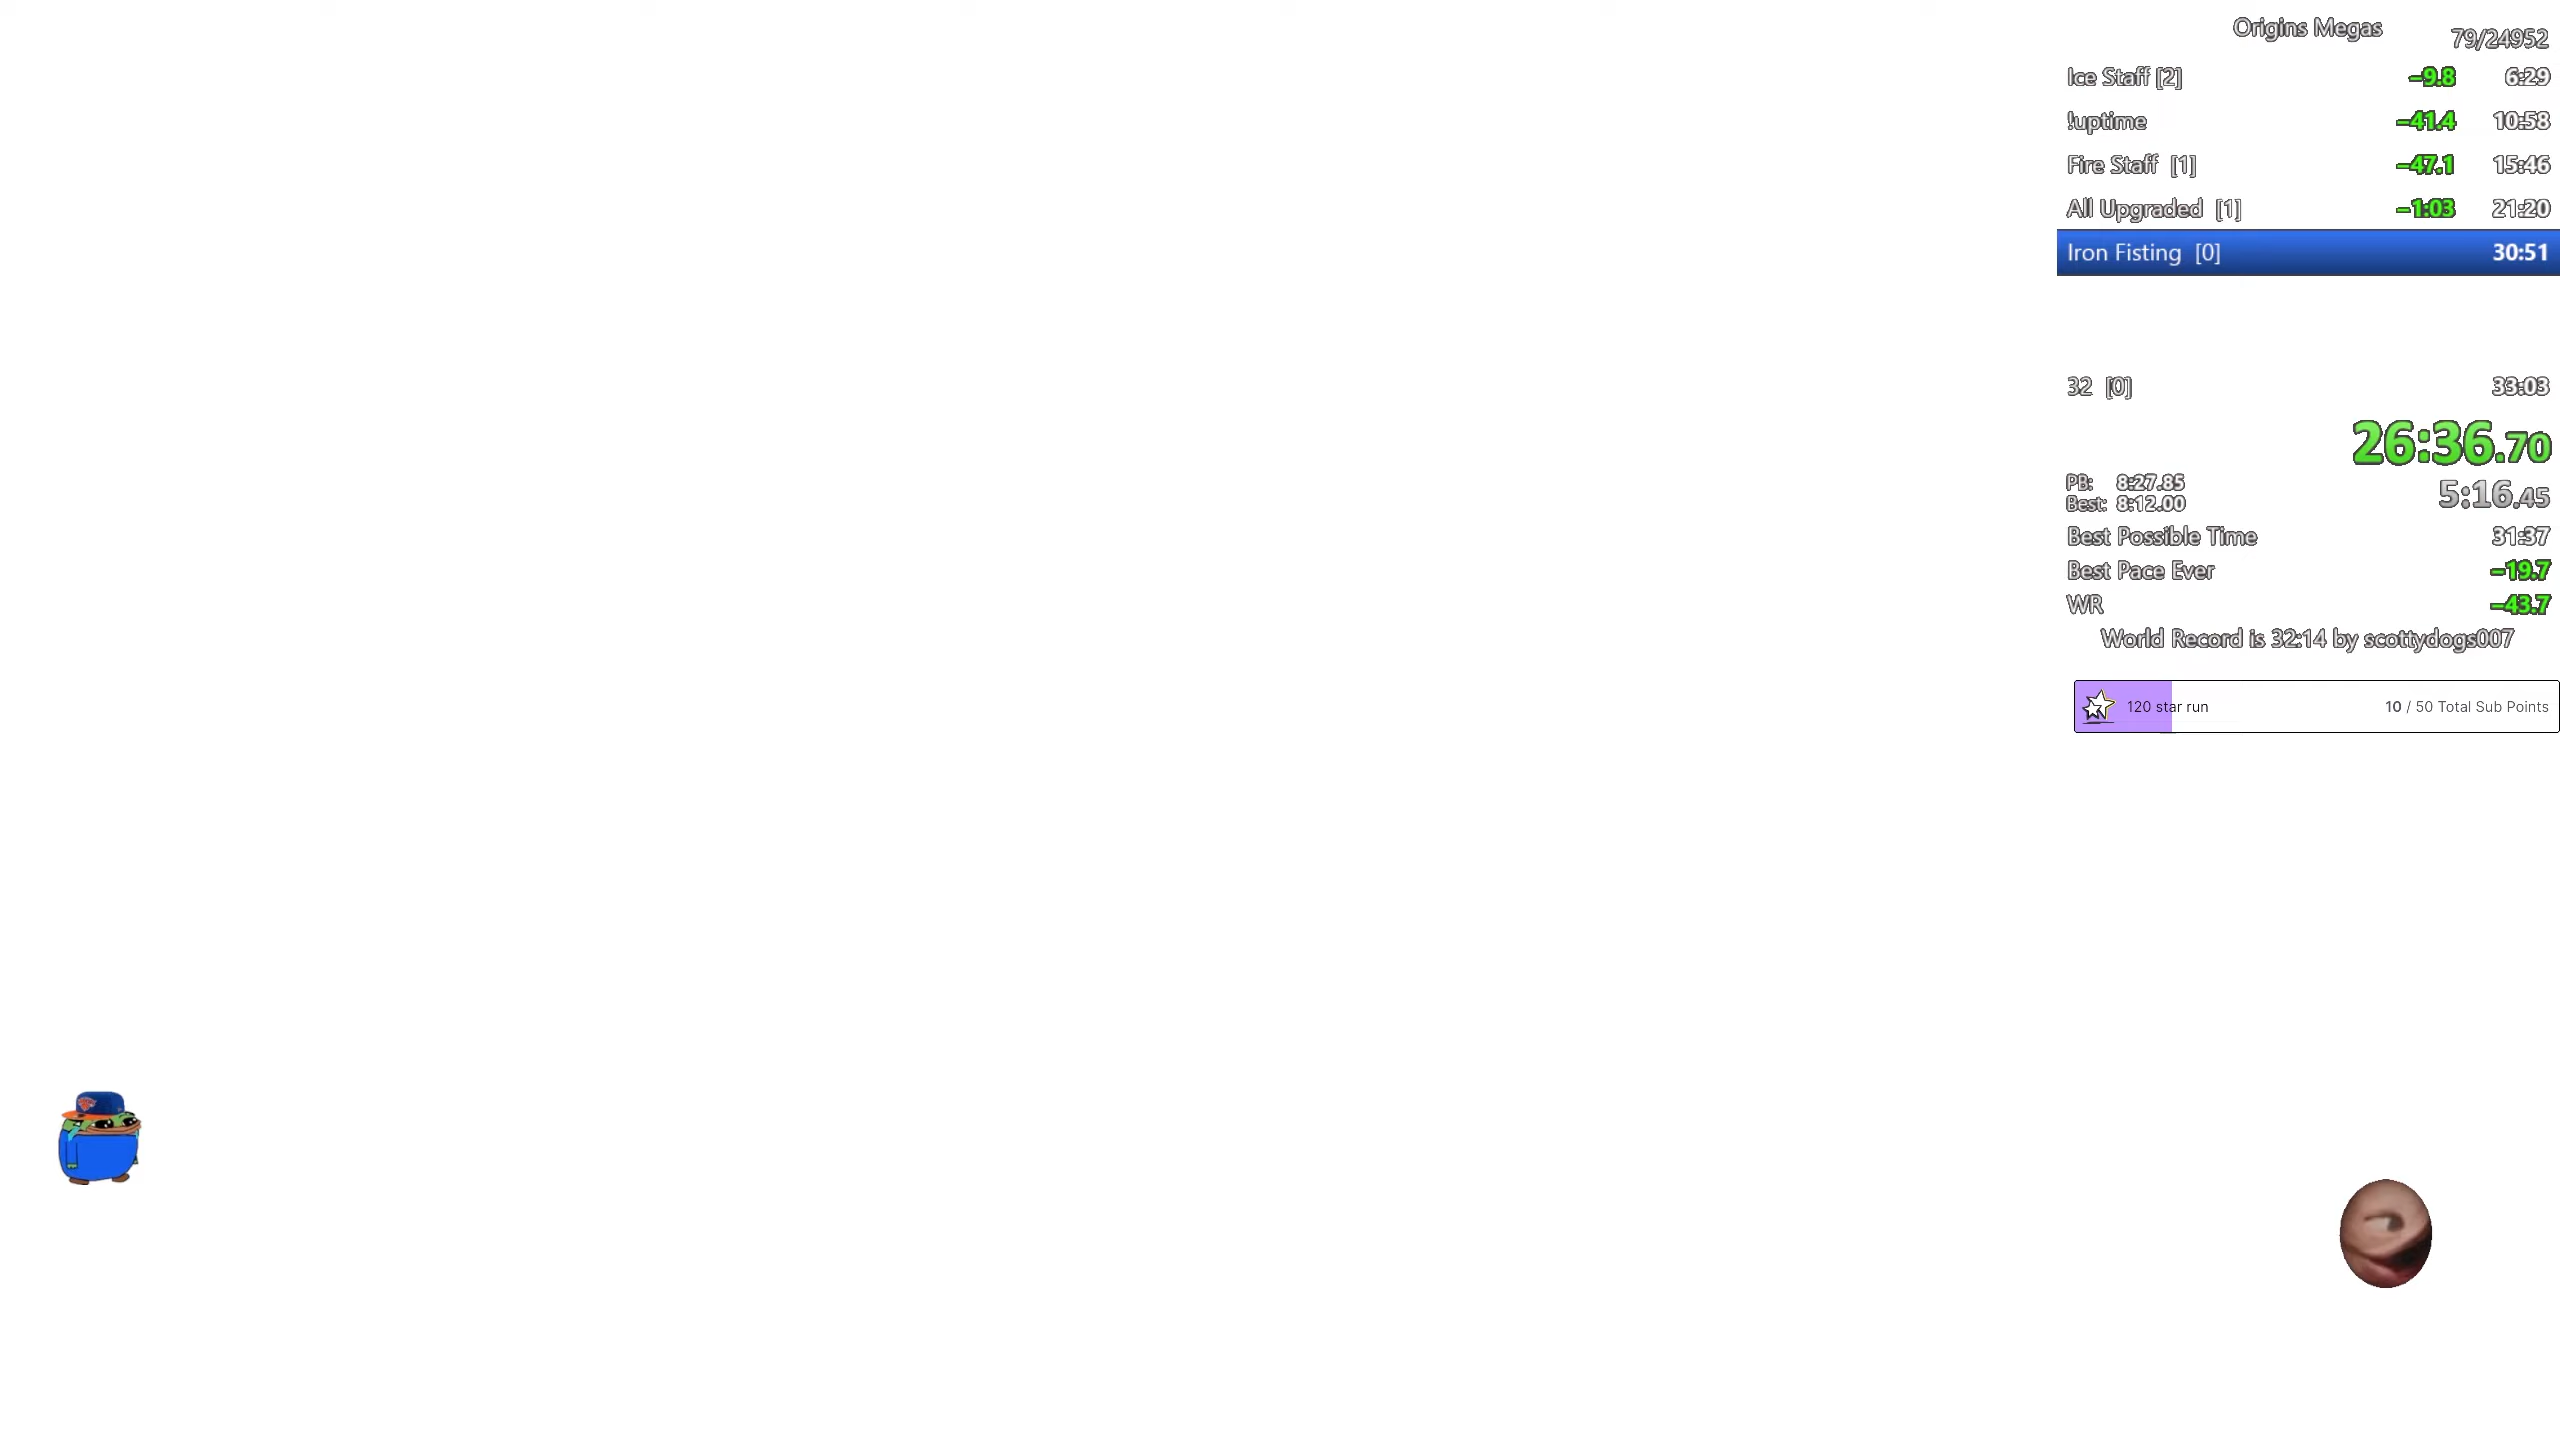 Origins Megas
79/24952
Ice Staff [2] -9.8 6:29
!uptime -41.4 10:58
Fire Staff [1] -47.1 15:46
All Upgraded [1] -1:03 21:20
Iron Fisting [0] 30:51
32 [0] 33:03
26:36.70
PB: 8:27.85
Best: 8:12.00
5:16.45
Best Possible Time 31:37
Best Pace Ever -19.7
WR -43.7
World Record is 32:14 by scottydogs007
120 star run 10 / 50 Total Sub Points